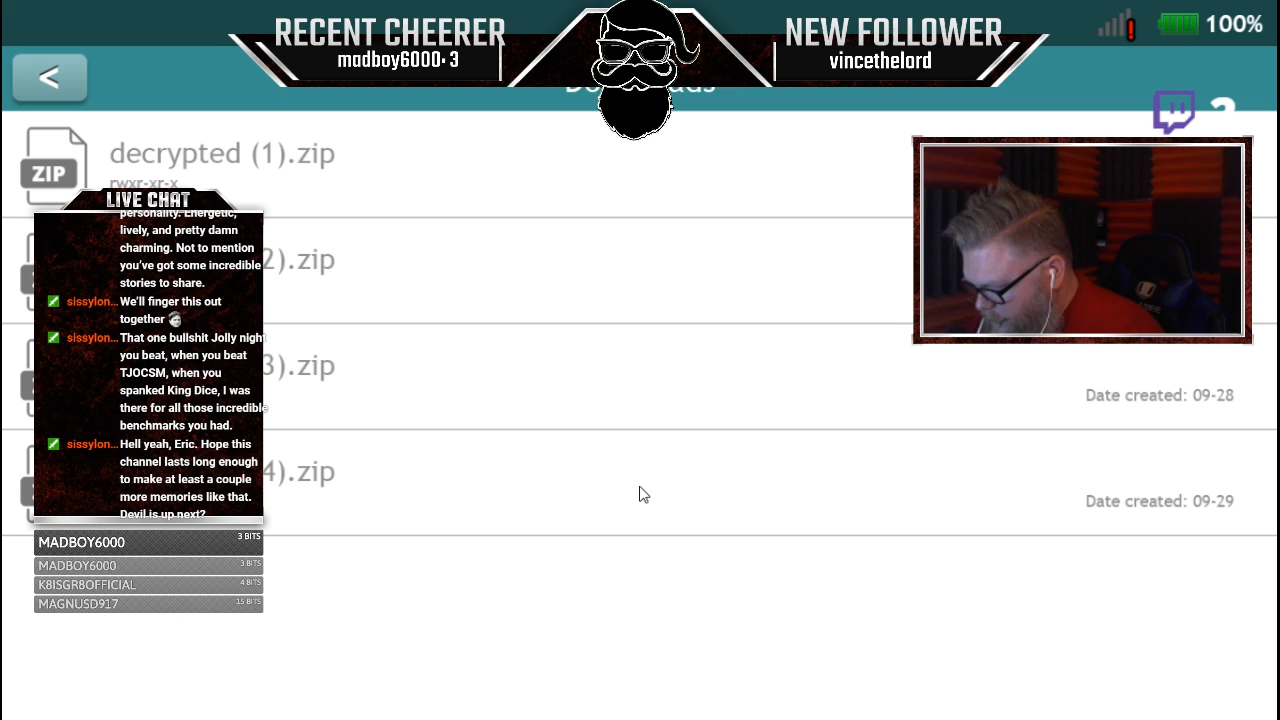 RECENT CHEERER
madboy6000· 3
NEW FOLLOWER
vincethelord
100%
<
decrypted (1).zip
ZIP
rwxr-xr-x
2).zip
3).zip
Date created: 09-28
4).zip
Date created: 09-29
LIVE CHAT
personality. Energetic,
lively, and pretty damn
charming. Not to mention
you've got some incredible
stories to share.
sissylon... We'll finger this out
together
sissylon... That one bullshit Jolly night
you beat, when you beat
TJOCSM, when you
spanked King Dice, I was
there for all those incredible
benchmarks you had.
sissylon... Hell yeah, Eric. Hope this
channel lasts long enough
to make at least a couple
more memories like that.
Devil is up next?
MADBOY6000 3 BITS
MADBOY6000 3 BITS
K8ISGR8OFFICIAL 4 BITS
MAGNUSD917 15 BITS